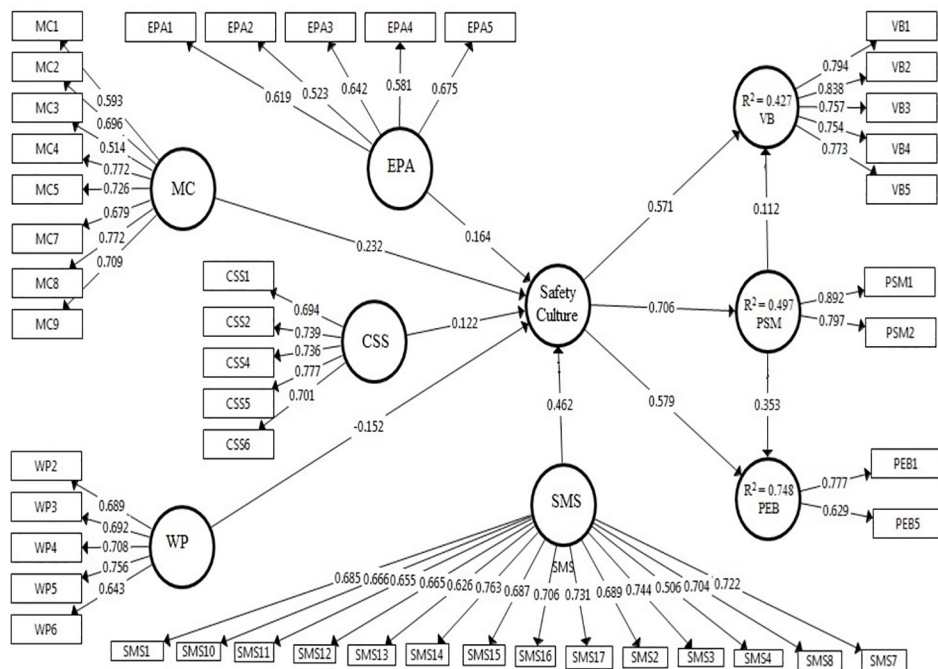 MC1
MC2
MC3
MC4
MC5
MC7
MC8
MC9
0.593
0.696
0.514
0.772
0.726
0.679
0.772
0.709
MC
EPA1
EPA2
EPA3
EPA4
EPA5
0.619
0.523
0.642
0.581
0.675
EPA
0.232
0.164
CSS1
CSS2
CSS4
CSS5
CSS6
0.694
0.739
0.736
0.777
0.701
CSS
0.122
Safety
Culture
WP2
WP3
WP4
WP5
WP6
0.689
0.692
0.708
0.756
0.643
WP
-0.152
0.462
SMS
SMS
0.685
0.666
0.655
0.665
0.626
0.763
0.687
0.706
0.731
0.689
0.744
0.506
0.704
0.722
SMS1
SMS10
SMS11
SMS12
SMS13
SMS14
SMS15
SMS16
SMS17
SMS2
SMS3
SMS4
SMS8
SMS7
0.571
0.706
0.579
R² = 0.427
VB
0.794
0.838
0.757
0.754
0.773
VB1
VB2
VB3
VB4
VB5
0.112
R² = 0.497
PSM
0.892
0.797
PSM1
PSM2
0.353
R² = 0.748
PEB
0.777
0.629
PEB1
PEB5